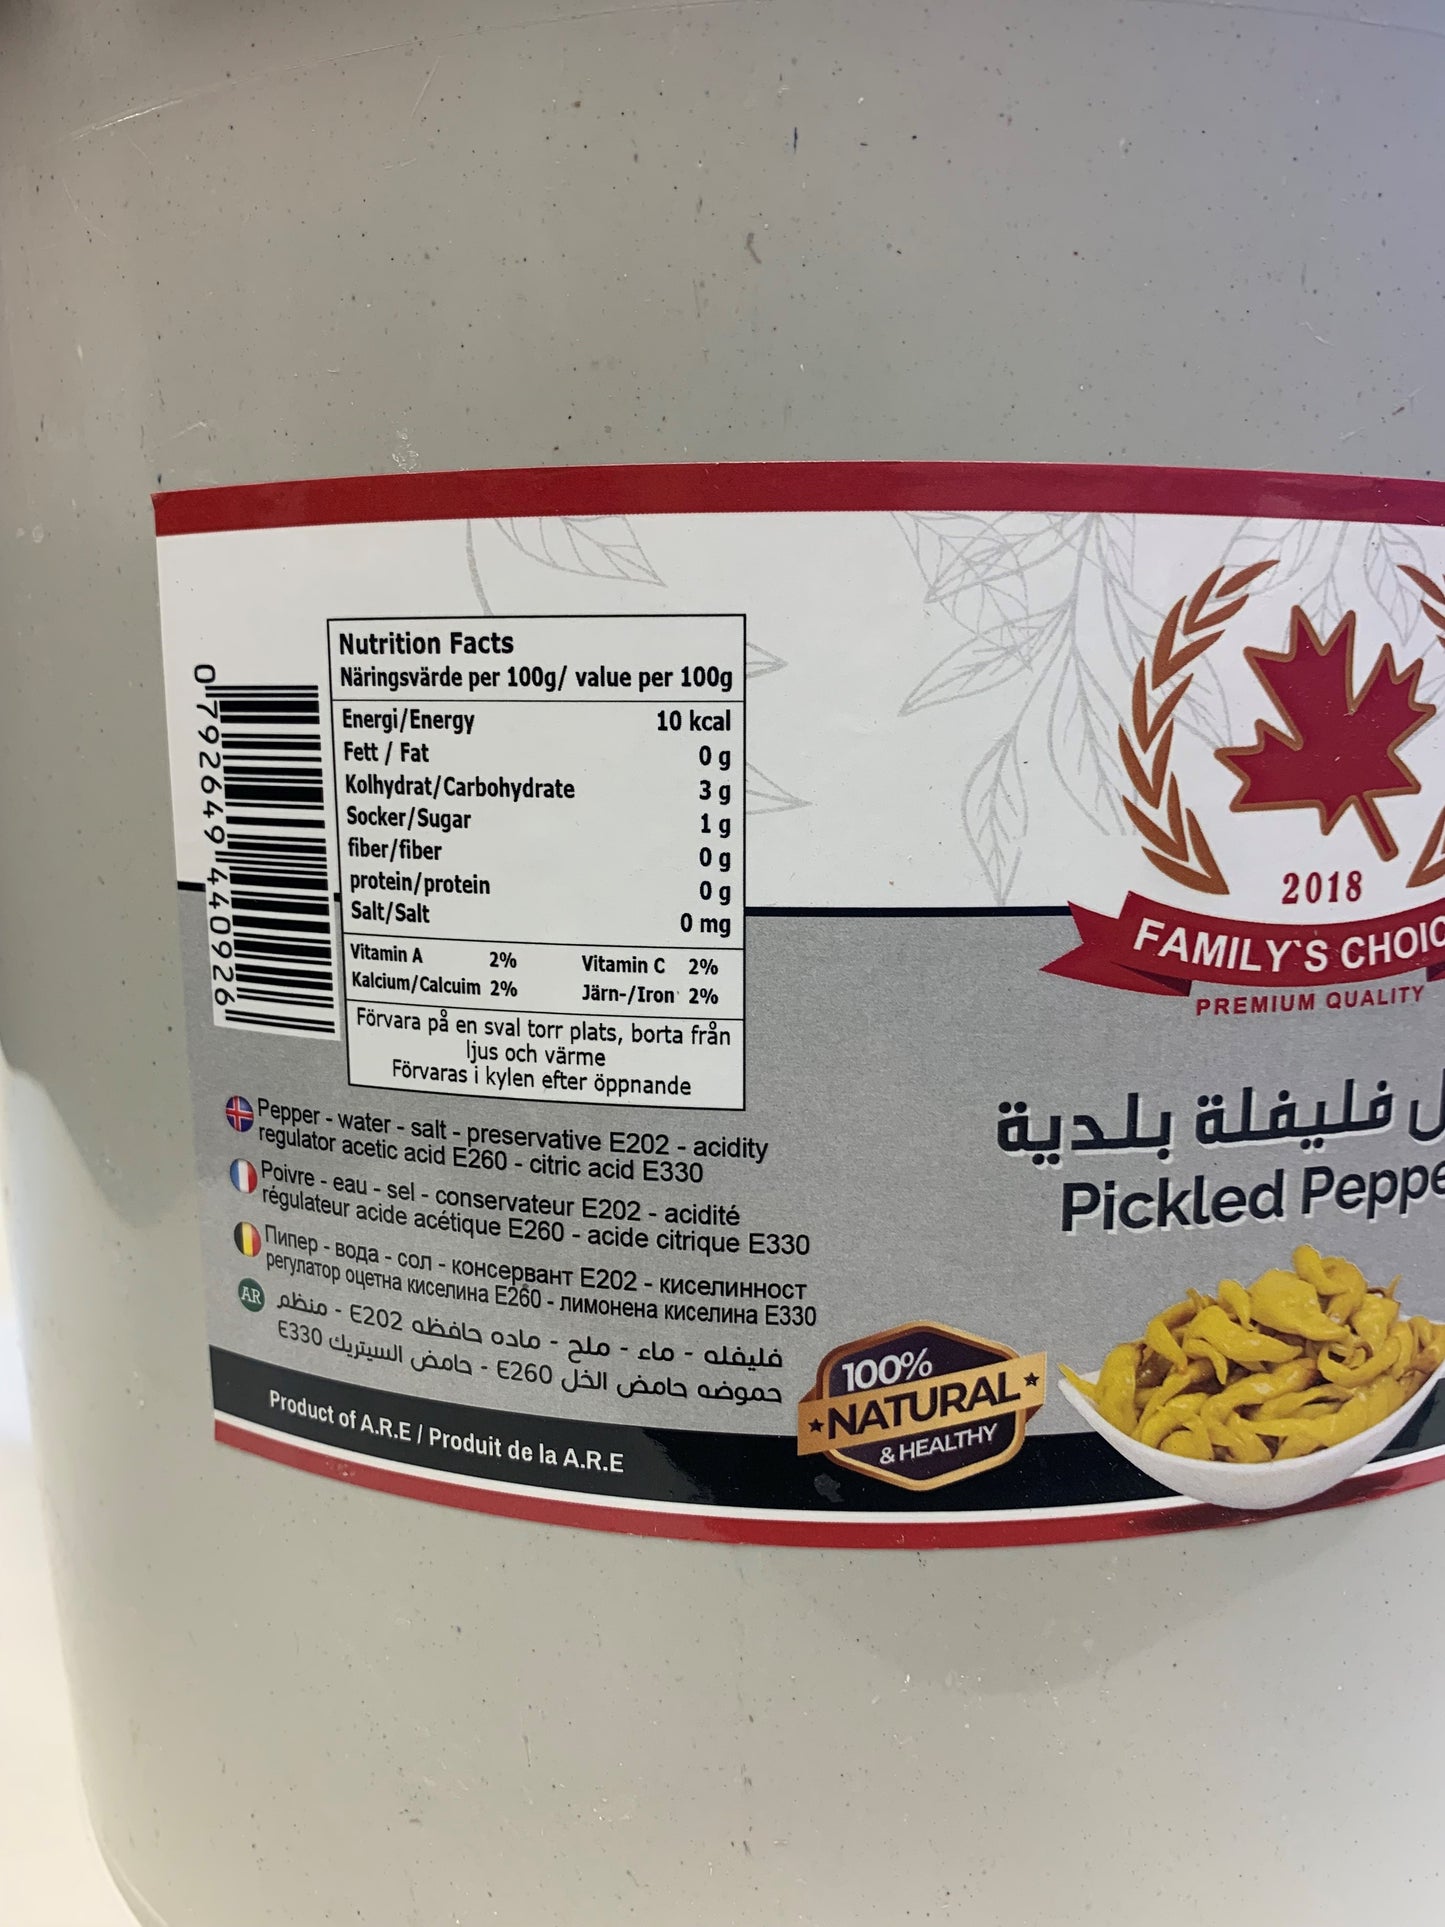 Nutrition Facts
Näringsvärde per 100g/ value per 100g
Energi/Energy 10 kcal
Fett / Fat 0 g
Kolhydrat/Carbohydrate 3 g
Socker/Sugar 1 g
fiber/fiber 0 g
protein/protein 0 g
Salt/Salt 0 mg
Vitamin A 2% Vitamin C 2%
Kalcium/Calcuim 2% Järn-/Iron 2%
Förvara på en sval torr plats, borta från
ljus och värme
Förvaras i kylen efter öppnande
0 792649 440926
Pepper - water - salt - preservative E202 - acidity
regulator acetic acid E260 - citric acid E330
Poivre - eau - sel - conservateur E202 - acidité
régulateur acide acétique E260 - acide citrique E330
Пипер - вода - сол - консервант E202 - киселинност
регулатор оцетна киселина E260 - лимонена киселина E330
AR
فليفله - ماء - ملح - ماده حافظه E202 - منظم
حموضه حامض الخل E260 - حامض السيتريك E330
Product of A.R.E / Produit de la A.R.E
2018
FAMILY`S CHOIC
PREMIUM QUALITY
ل فليفلة بلدية
Pickled Peppe
100%
NATURAL
& HEALTHY